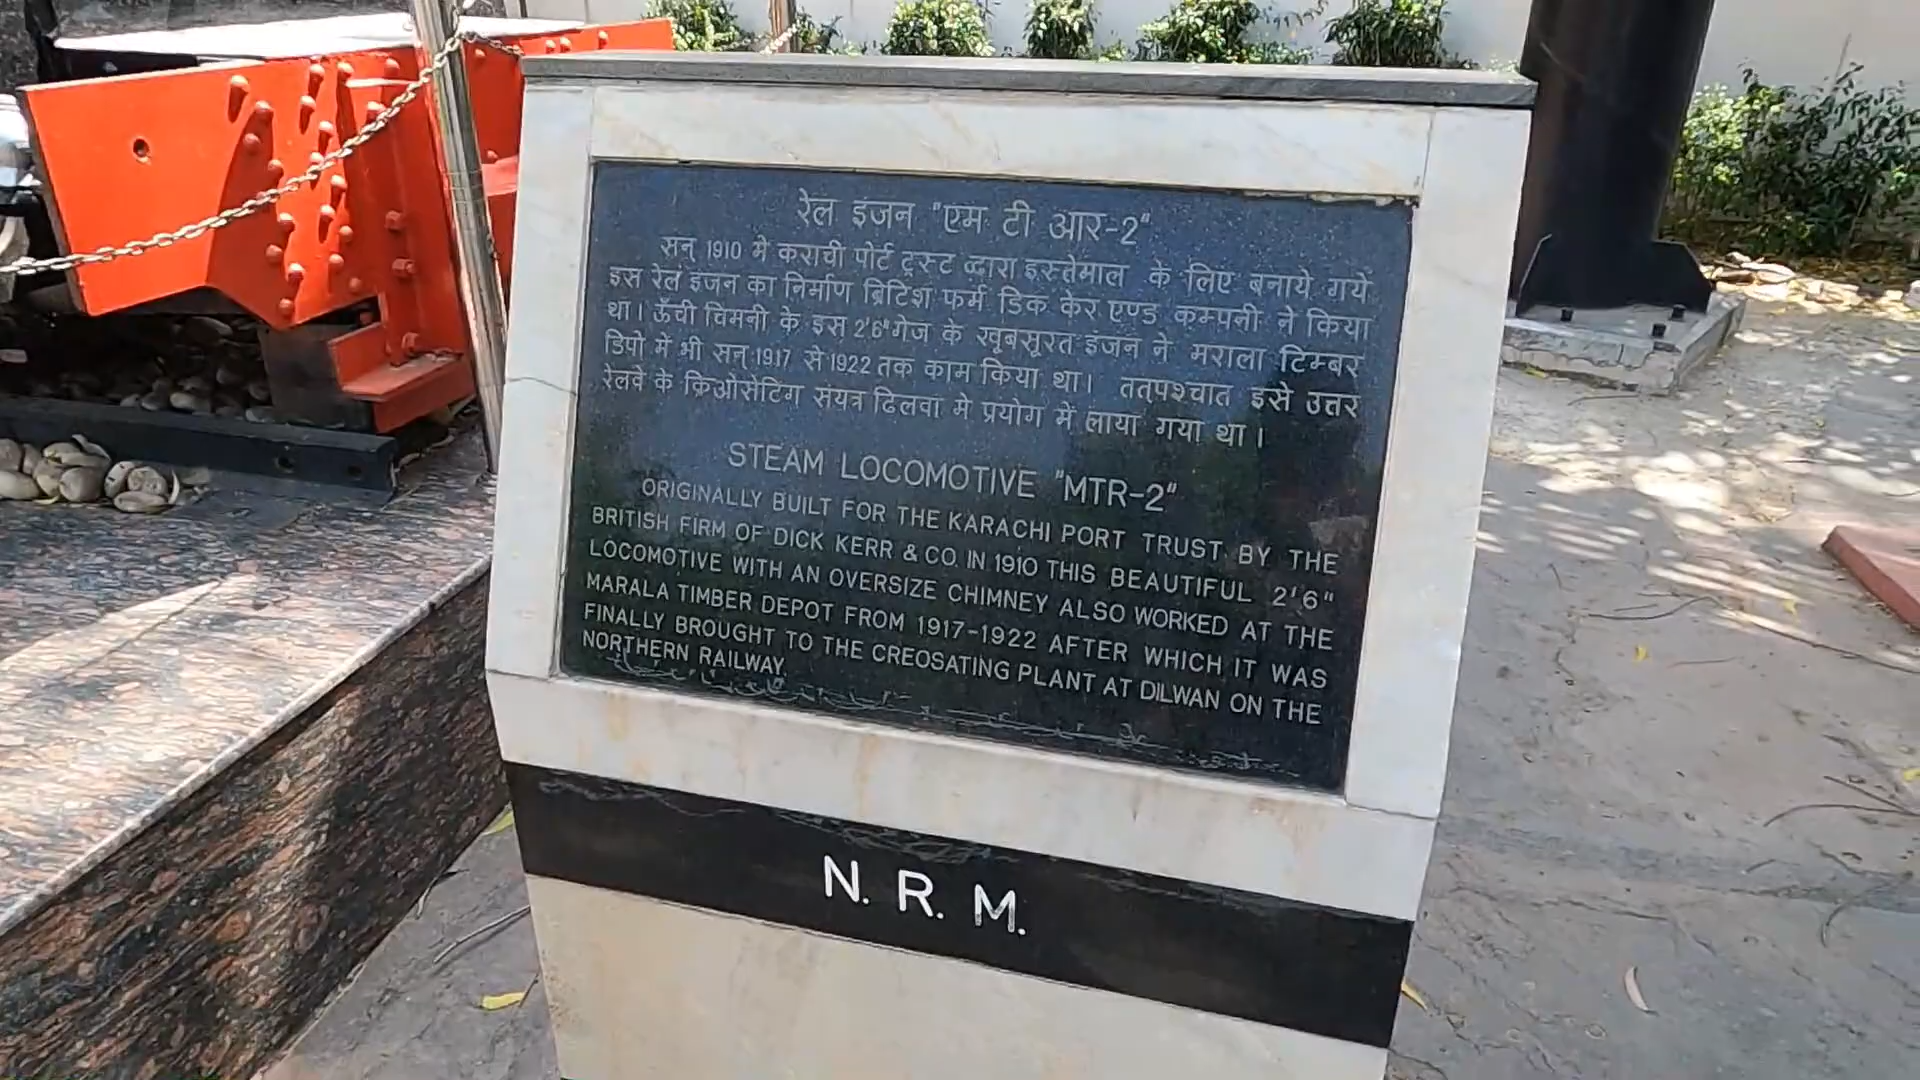 रेल इंजन "एम टी आर-2"
सन् 1910 मे कराची पोर्ट ट्रस्ट द्वारा इस्तेमाल के लिए बनाये गये
इस रेल इंजन का निर्माण ब्रिटिश फर्म डिक केर एण्ड कम्पनी ने किया
था। ऊँची चिमनी के इस 2'6" गेज के खूबसूरत इंजन ने मराला टिम्बर
डिपो में भी सन् 1917 से 1922 तक काम किया था। ततपश्चात इसे उत्तर
रेलवे के क्रिओसेटिंग संयत्र ढिलवां मे प्रयोग में लाया गया था।
STEAM LOCOMOTIVE "MTR-2"
ORIGINALLY BUILT FOR THE KARACHI PORT TRUST BY THE
BRITISH FIRM OF DICK KERR & CO. IN 1910 THIS BEAUTIFUL 2'6"
LOCOMOTIVE WITH AN OVERSIZE CHIMNEY ALSO WORKED AT THE
MARALA TIMBER DEPOT FROM 1917-1922 AFTER WHICH IT WAS
FINALLY BROUGHT TO THE CREOSATING PLANT AT DILWAN ON THE
NORTHERN RAILWAY.
N. R. M.